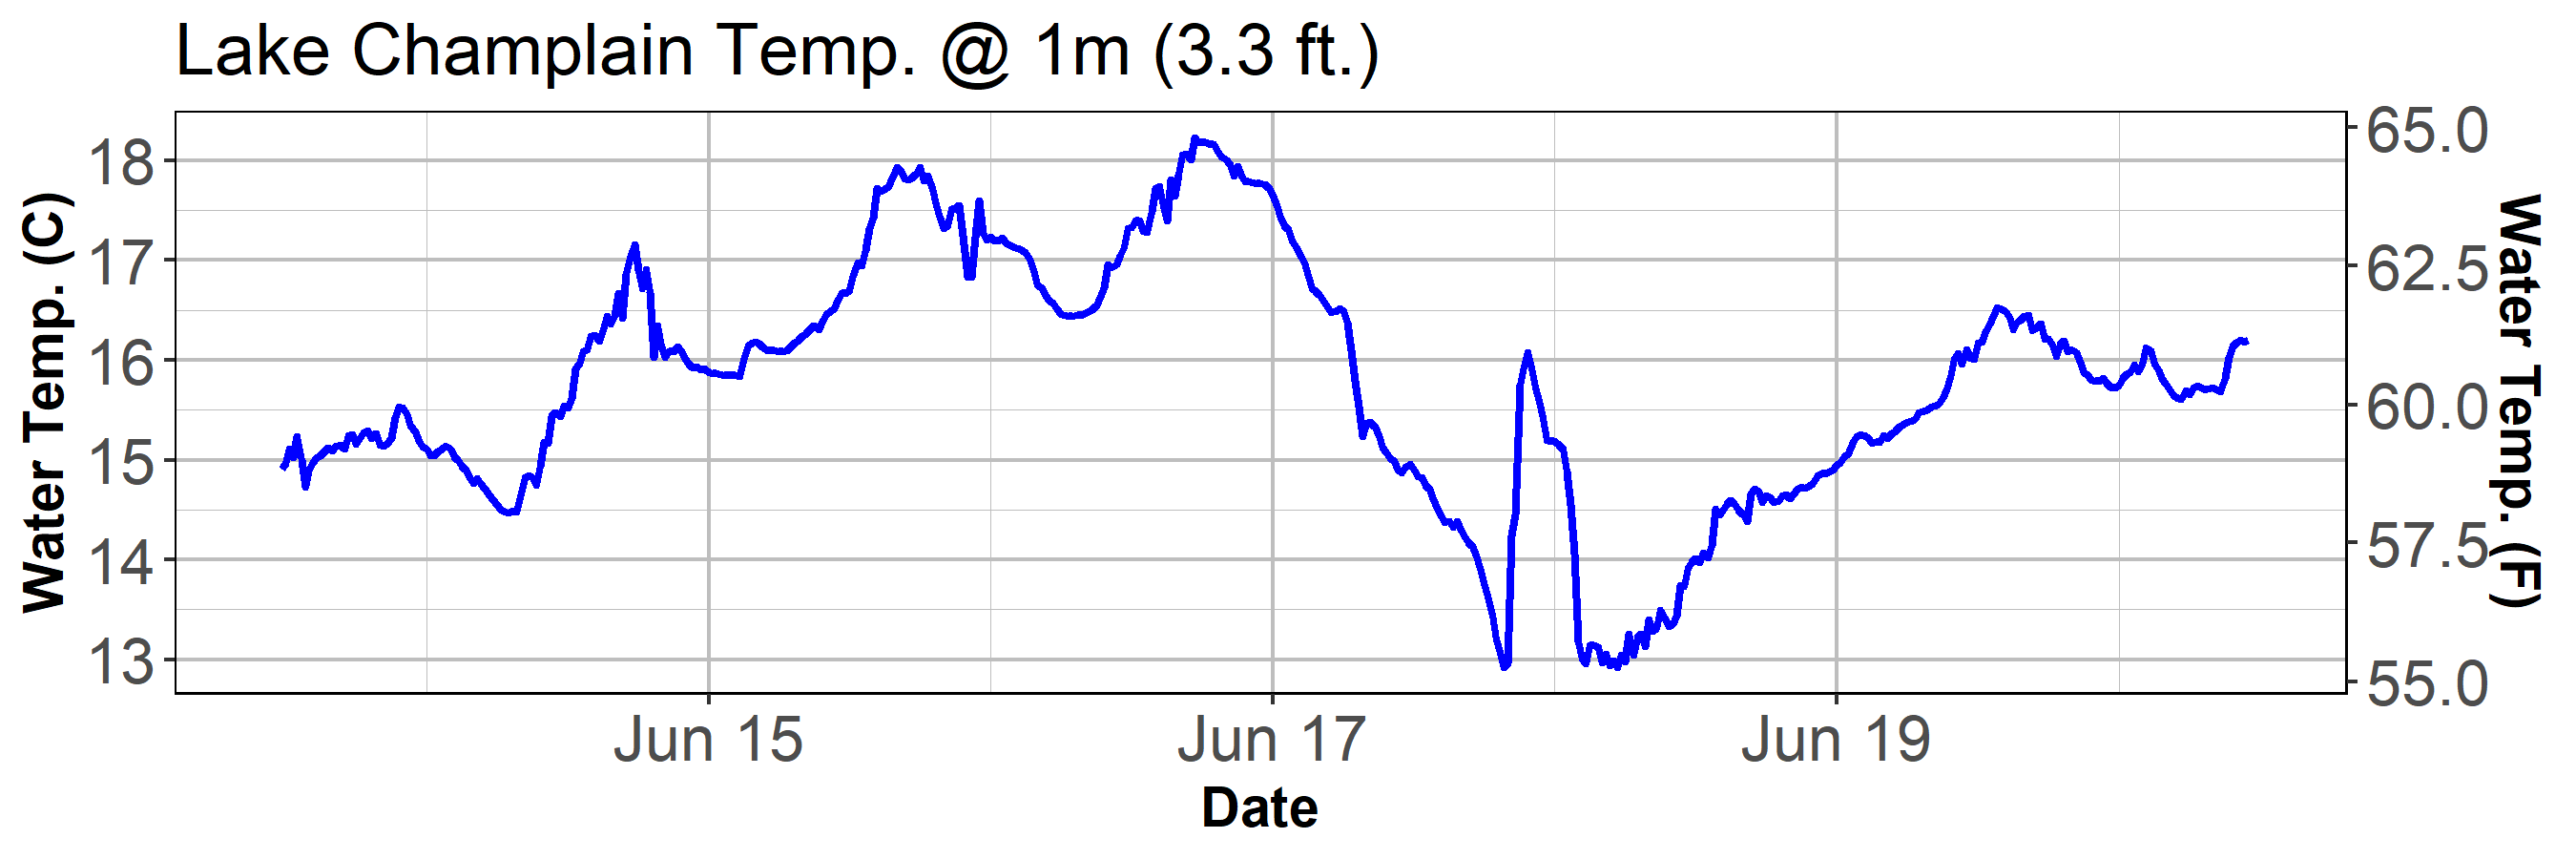 Lake Champlain Temp. @ 1m (3.3 ft.)
Water Temp. (C)
18
17
16
15
14
13
65.0
62.5
60.0
57.5
55.0
Water Temp. (F)
Jun 15
Jun 17
Jun 19
Date